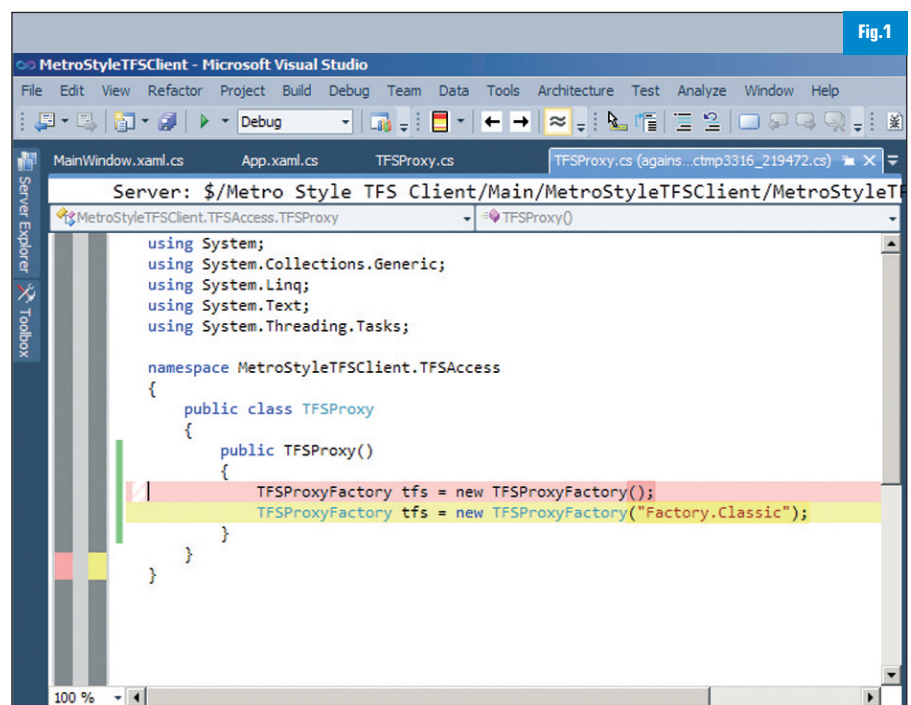 Fig.1
MetroStyleTFSClient - Microsoft Visual Studio
File Edit View Refactor Project Build Debug Team Data Tools Architecture Test Analyze Window Help
Debug
MainWindow.xaml.cs App.xaml.cs TFSProxy.cs TFSProxy.cs (agains...ctmp3316_219472.cs)
Server: $/Metro Style TFS Client/Main/MetroStyleTFSClient/MetroStyleTF
MetroStyleTFSClient.TFSAccess.TFSProxy TFSProxy()
Server Explorer
Toolbox
using System;
using System.Collections.Generic;
using System.Linq;
using System.Text;
using System.Threading.Tasks;
namespace MetroStyleTFSClient.TFSAccess
{
public class TFSProxy
{
public TFSProxy()
{
TFSProxyFactory tfs = new TFSProxyFactory();
TFSProxyFactory tfs = new TFSProxyFactory("Factory.Classic");
}
}
}
100 %